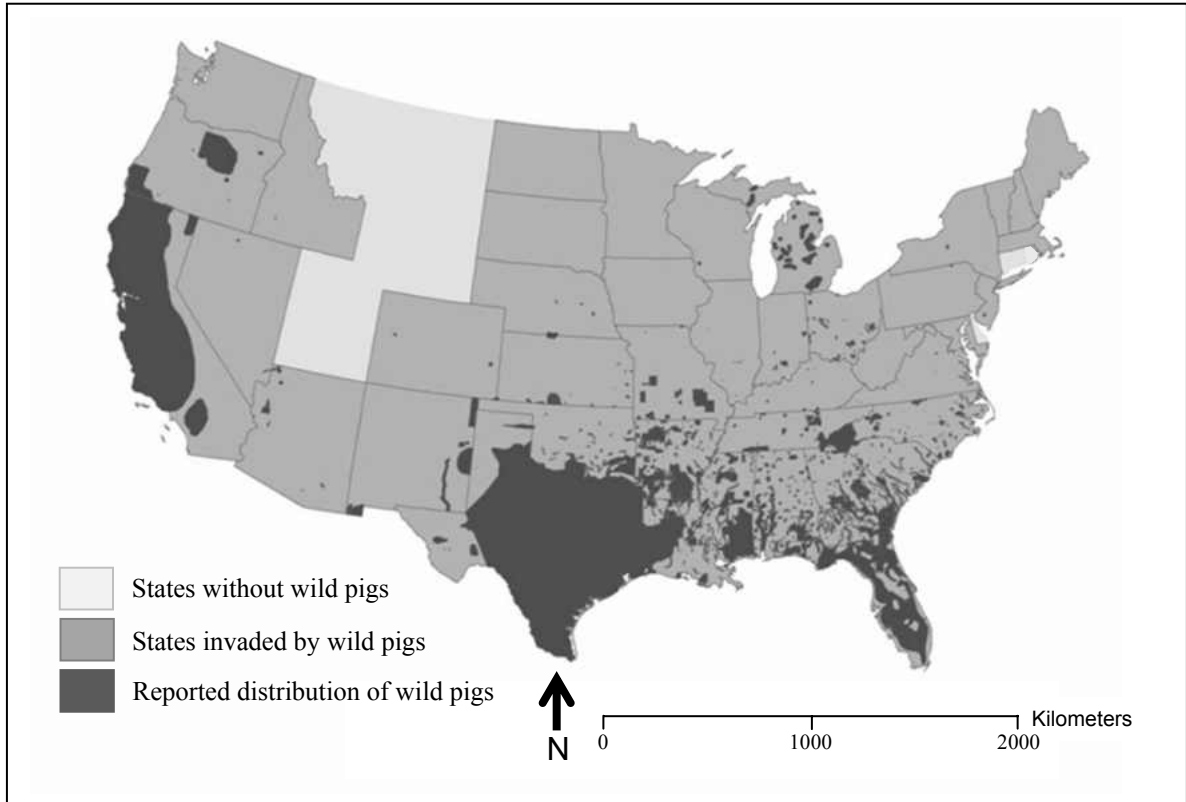 States without wild pigs
States invaded by wild pigs
Reported distribution of wild pigs
N
Kilometers
0 1000 2000